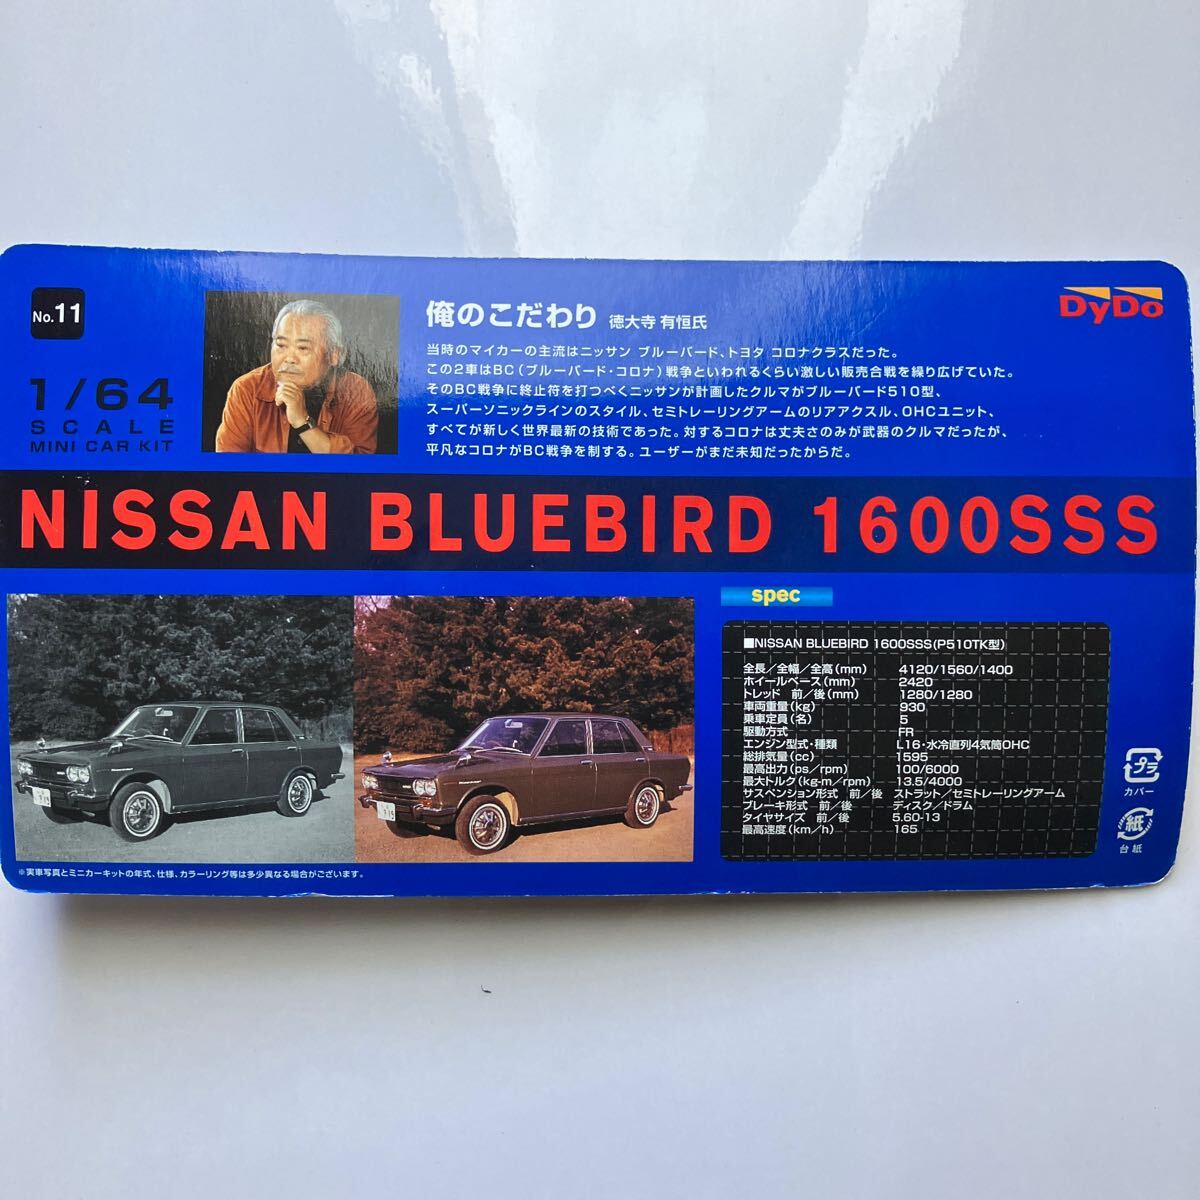 No.11
1/64
SCALE
MINI CAR KIT
俺のこだわり 徳大寺 有恒氏
当時のマイカーの主流はニッサン ブルーバード、トヨタ コロナクラスだった。
この2車はBC（ブルーバード・コロナ）戦争といわれるくらい激しい販売合戦を繰り広げていた。
そのBC戦争に終止符を打つべくニッサンが計画したクルマがブルーバード510型、
スーパーソニックラインのスタイル、セミトレーリングアームのリアアクスル、OHCユニット、
すべてが新しく世界最新の技術であった。対するコロナは丈夫さのみが武器のクルマだったが、
平凡なコロナがBC戦争を制する。ユーザーがまだ未知だったからだ。
DyDo
NISSAN BLUEBIRD 1600SSS
spec
■NISSAN BLUEBIRD 1600SSS(P510TK型)
全長／全幅／全高(mm) 4120/1560/1400
ホイールベース(mm) 2420
トレッド 前／後(mm) 1280/1280
車両重量(kg) 930
乗車定員(名) 5
駆動方式 FR
エンジン型式・種類 L16・水冷直列4気筒OHC
総排気量(cc) 1595
最高出力(ps/rpm) 100/6000
最大トルク(kg-m/rpm) 13.5/4000
サスペンション形式 前／後 ストラット／セミトレーリングアーム
ブレーキ形式 前／後 ディスク／ドラム
タイヤサイズ 前／後 5.60-13
最高速度(km/h) 165
プラ
カバー
紙
台紙
※実車写真とミニカーキットの年式、仕様、カラーリング等は多少異なる場合がございます。